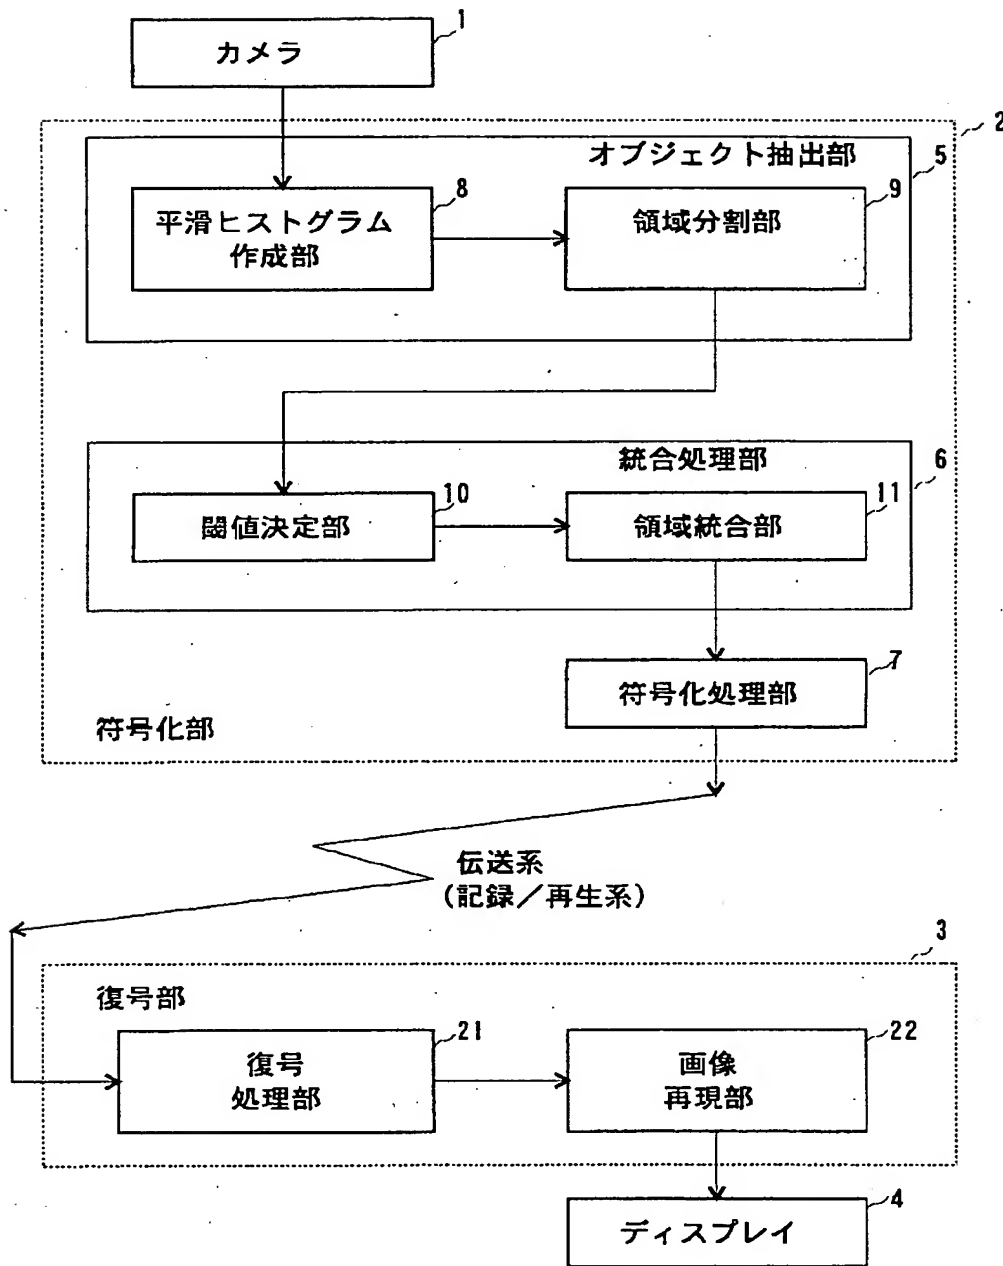 カメラ
1
2
オブジェクト抽出部
5
平滑ヒストグラム
作成部
8
領域分割部
9
統合処理部
6
閾値決定部
10
領域統合部
11
符号化処理部
7
符号化部
伝送系
(記録／再生系)
3
復号部
復号
処理部
21
画像
再現部
22
ディスプレイ
4